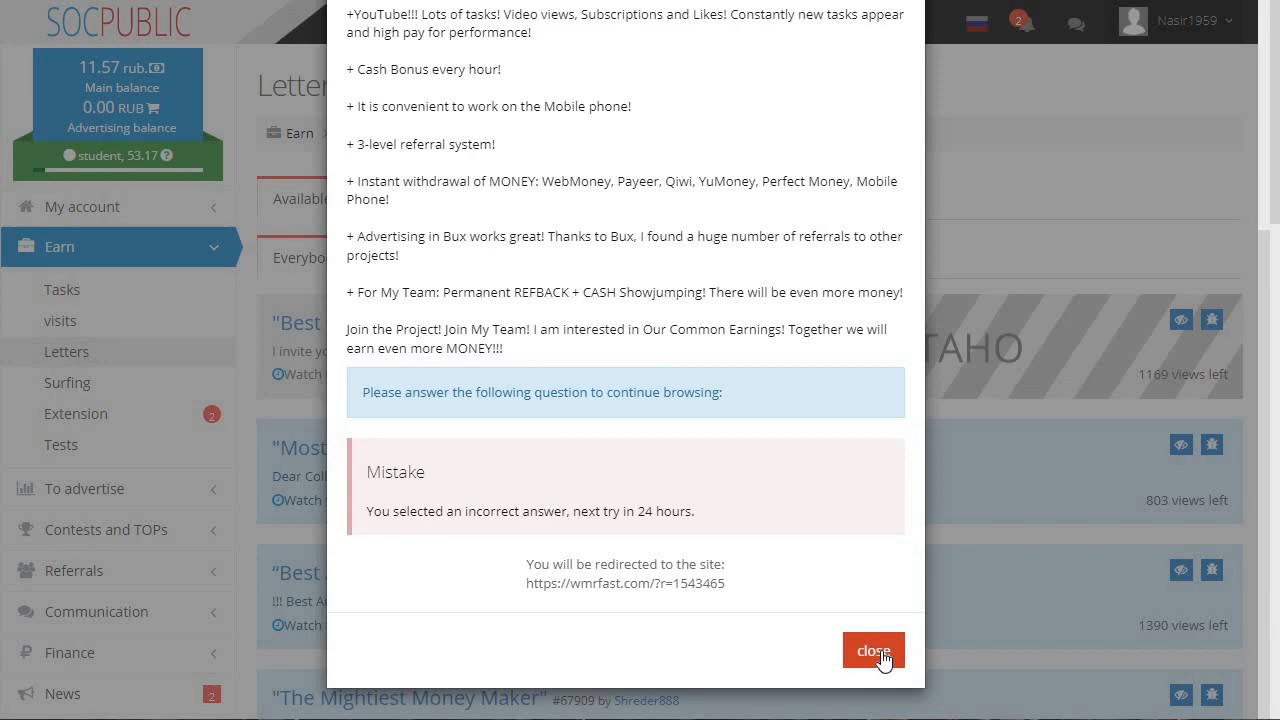 SOCPUBLIC
2
Nasir1959
11.57 rub.
Main balance
0.00 RUB
Advertising balance
student, 53.17
My account
Earn
Tasks
visits
Letters
Surfing
Extension 2
Tests
To advertise
Contests and TOPs
Referrals
Communication
Finance
News 2
Letter
Earn
Available
Everybo
"Best
I invite yo
Watch
ТАНО
1169 views left
"Most
Dear Coll
Watch
803 views left
“Best
!!! Best A
Watch
1390 views left
"The Mightiest Money Maker" #67909 by Shreder888
+YouTube!!! Lots of tasks! Video views, Subscriptions and Likes! Constantly new tasks appear
and high pay for performance!
+ Cash Bonus every hour!
+ It is convenient to work on the Mobile phone!
+ 3-level referral system!
+ Instant withdrawal of MONEY: WebMoney, Payeer, Qiwi, YuMoney, Perfect Money, Mobile
Phone!
+ Advertising in Bux works great! Thanks to Bux, I found a huge number of referrals to other
projects!
+ For My Team: Permanent REFBACK + CASH Showjumping! There will be even more money!
Join the Project! Join My Team! I am interested in Our Common Earnings! Together we will
earn even more MONEY!!!
Please answer the following question to continue browsing:
Mistake
You selected an incorrect answer, next try in 24 hours.
You will be redirected to the site:
https://wmrfast.com/?r=1543465
close